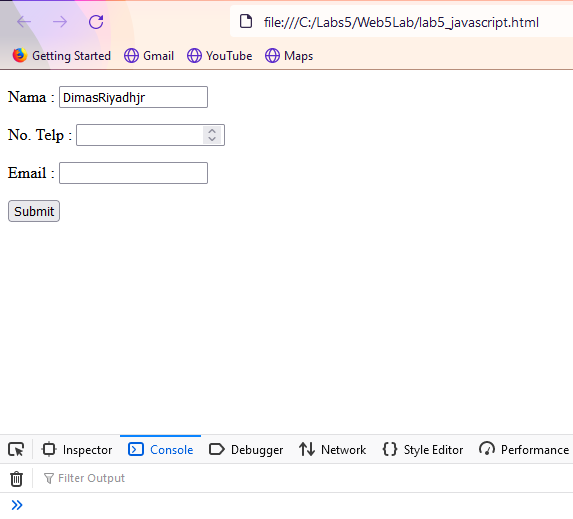 file:///C:/Labs5/Web5Lab/lab5_javascript.html
Getting Started Gmail YouTube Maps
Nama : DimasRiyadhjr
No. Telp :
Email :
Submit
Inspector Console Debugger Network Style Editor Performance
Filter Output